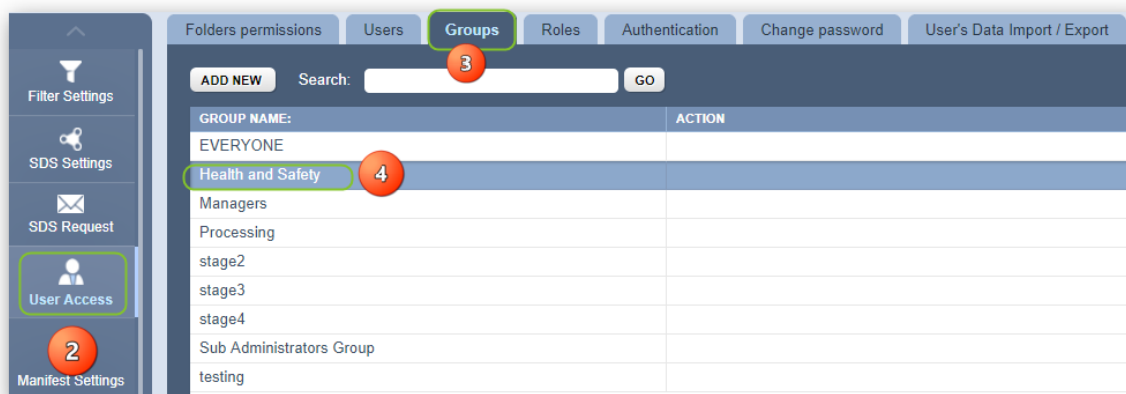 Folders permissions Users Groups Roles Authentication Change password User's Data Import / Export
3
Filter Settings
ADD NEW Search: GO
GROUP NAME: ACTION
EVERYONE
SDS Settings
Health and Safety 4
Managers
SDS Request
Processing
stage2
User Access
stage3
stage4
2
Sub Administrators Group
Manifest Settings
testing